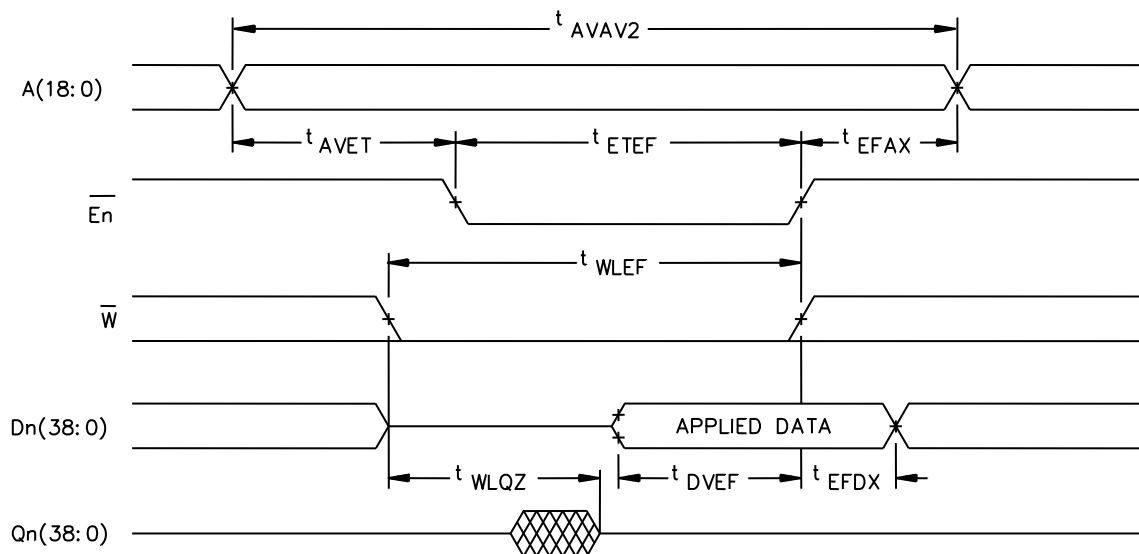 t AVAV2
A(18:0)
t AVET t ETEF t EFAX
En
t WLEF
W
Dn(38:0) APPLIED DATA
t WLQZ t DVEF t EFDX
Qn(38:0)